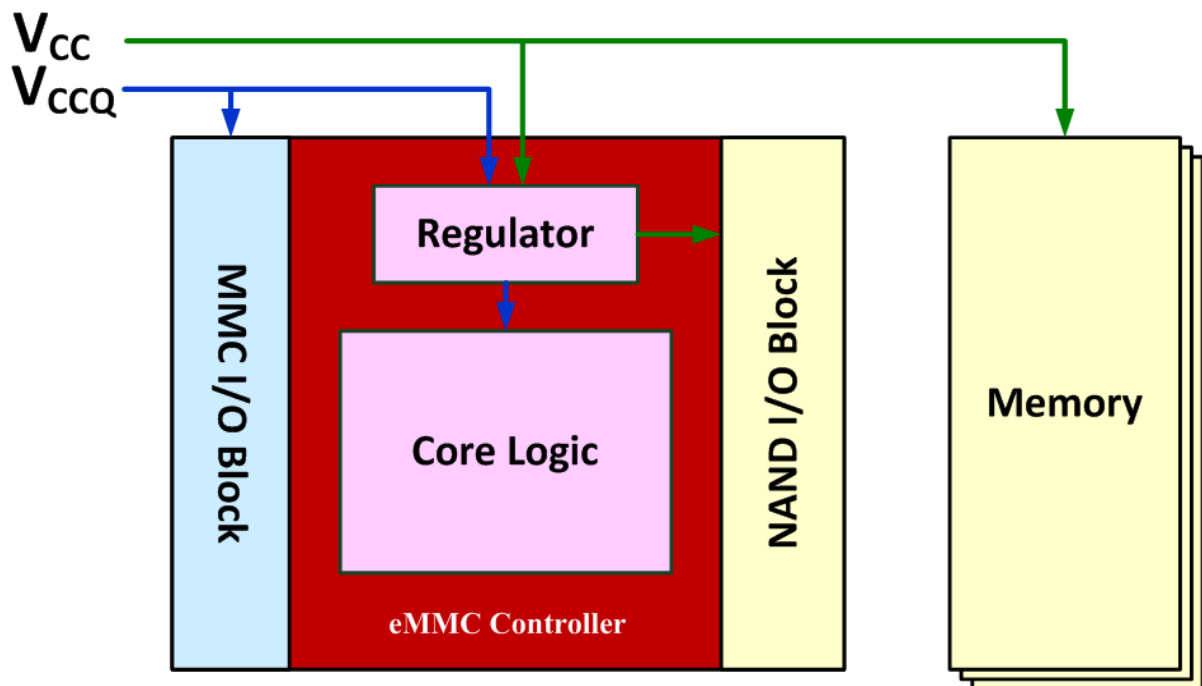 VCC
VCCQ
Regulator
MMC I/O Block
NAND I/O Block
Memory
Core Logic
eMMC Controller